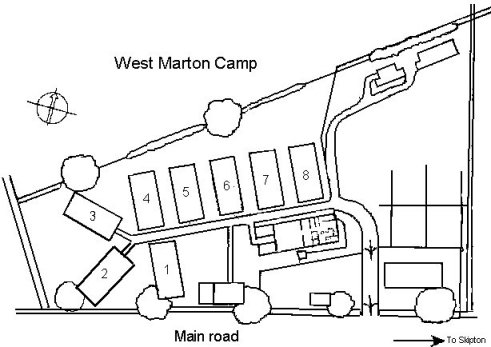 West Marton Camp
4 5 6 7 8
3
2
1
Main road
To Skipton